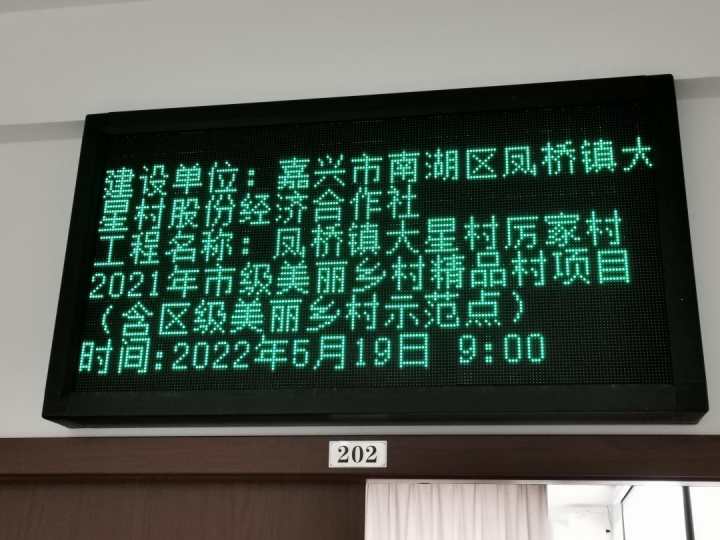 建设单位：嘉兴市南湖区凤桥镇大
星村股份经济合作社
工程名称：凤桥镇大星村厉家村
2021年市级美丽乡村精品村项目
（含区级美丽乡村示范点）
时间:2022年5月19日 9:00
202